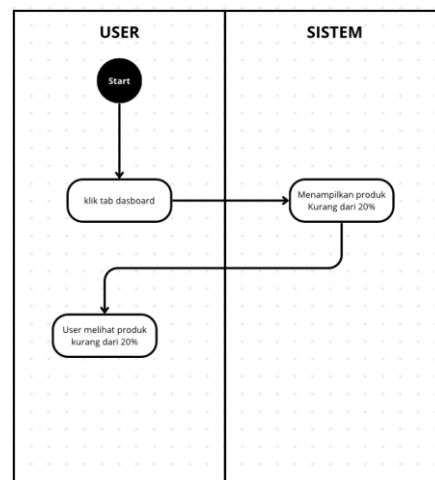 USER
SISTEM
Start
klik tab dasboard
Menampilkan produk
Kurang dari 20%
User melihat produk
kurang dari 20%